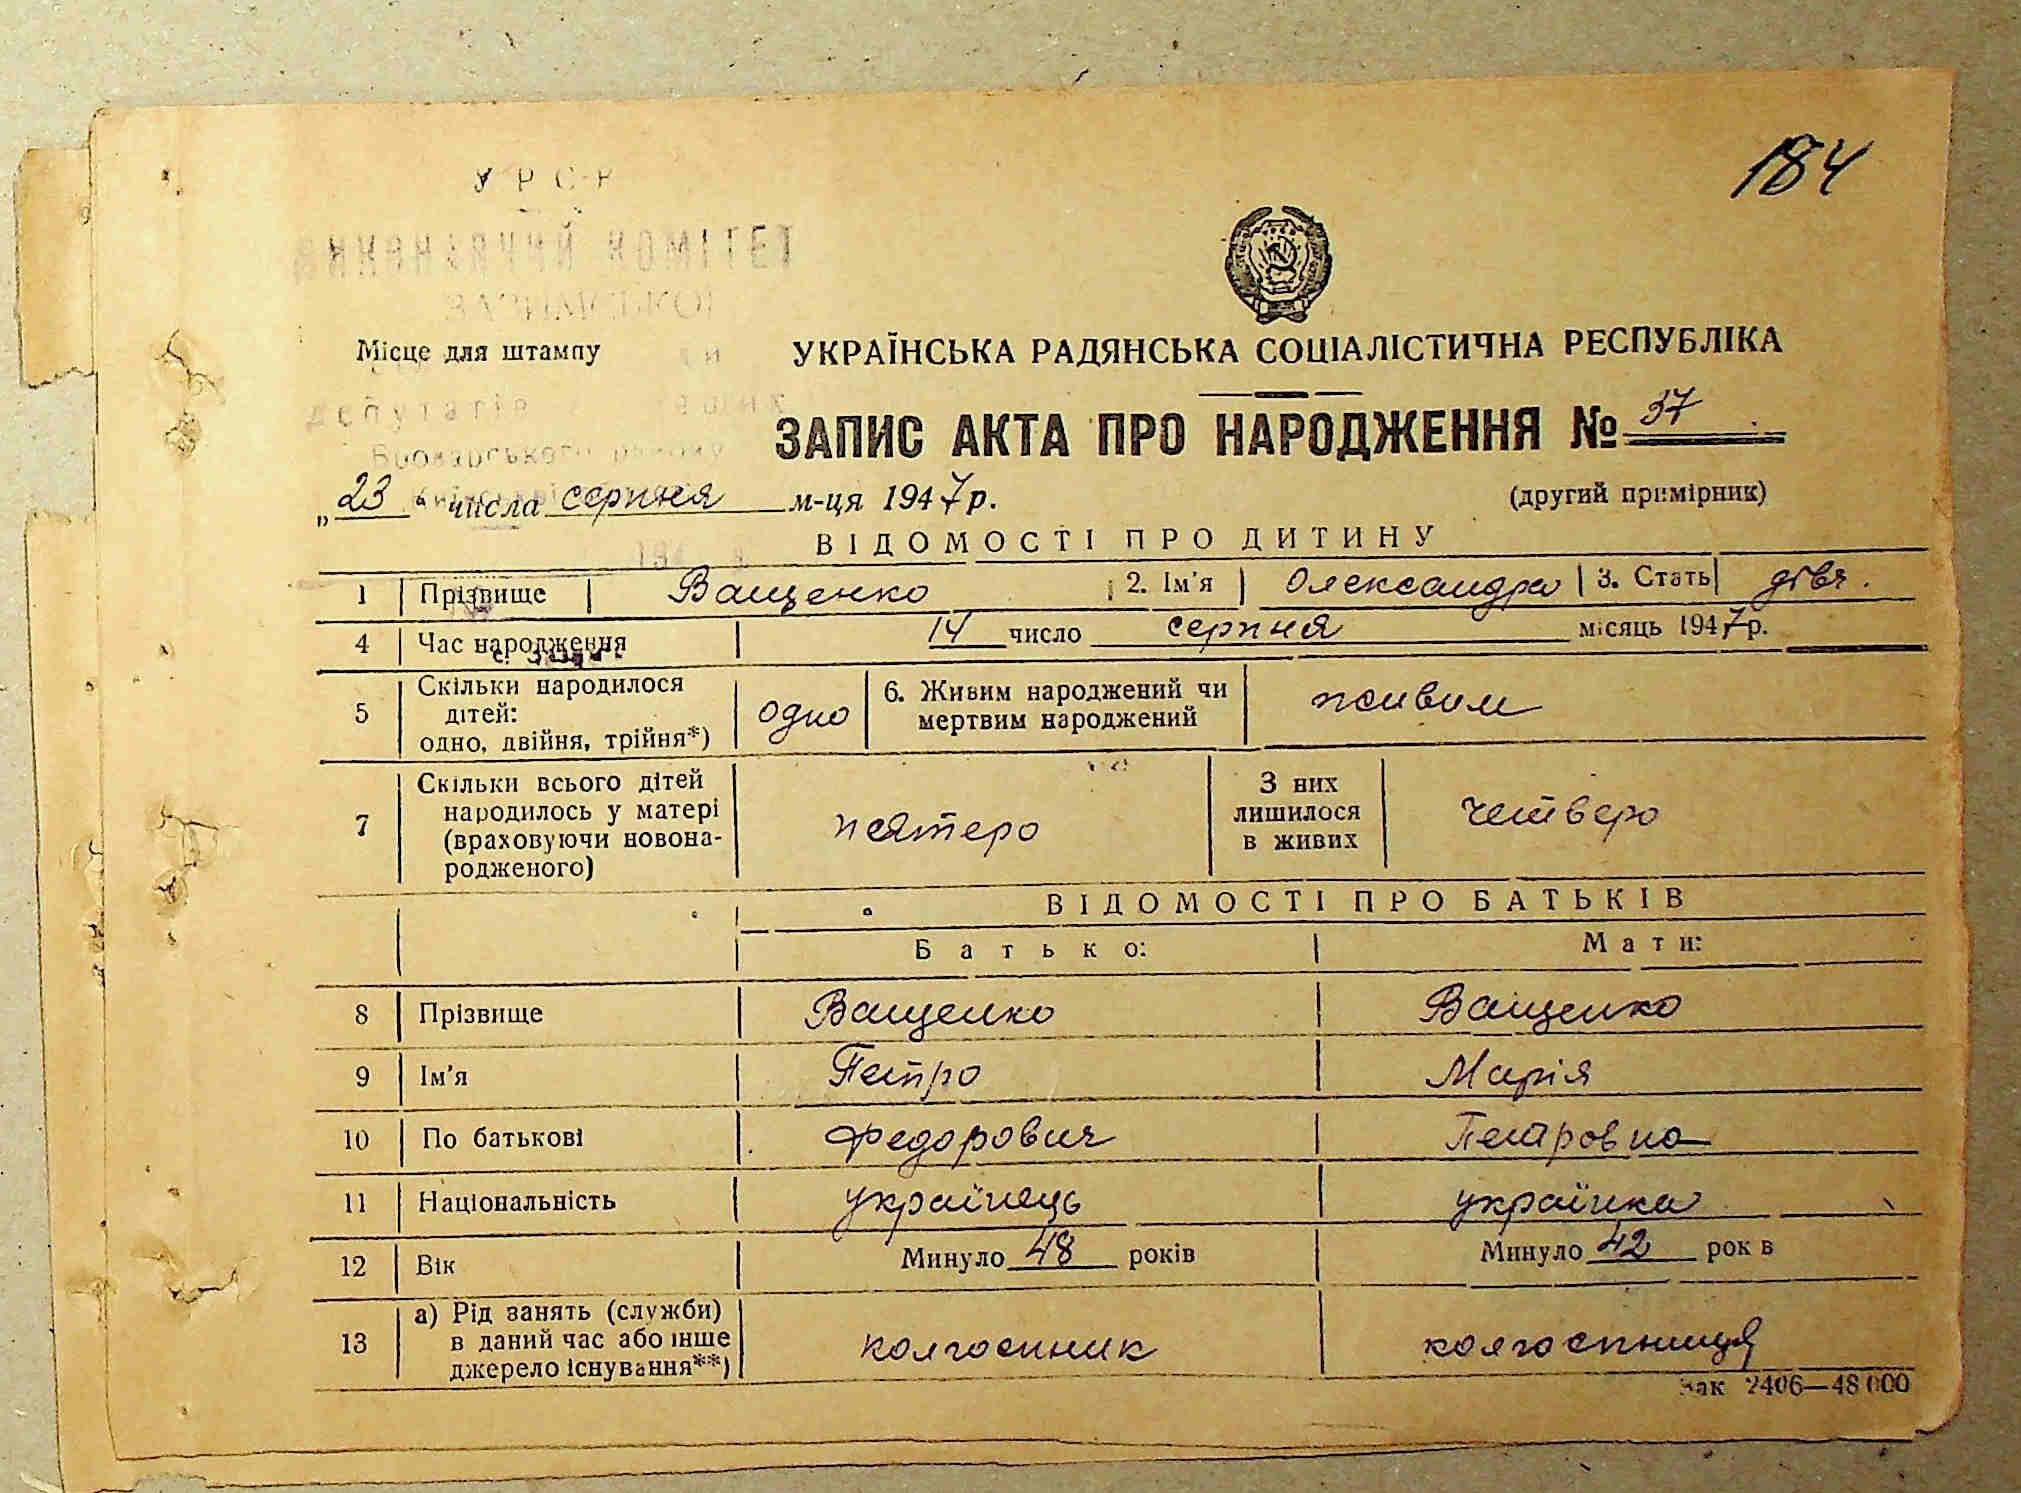 184
УРСР
ВИКОНАВЧИЙ КОМІТЕТ
Місце для штампу
УКРАЇНСЬКА РАДЯНСЬКА СОЦІАЛІСТИЧНА РЕСПУБЛІКА
депутатів
Броварського району
ЗАПИС АКТА ПРО НАРОДЖЕННЯ № 37
„23“ числа серпня м-ця 1947 р.
(другий примірник)
ВІДОМОСТІ ПРО ДИТИНУ
1 Прізвище Ващенко 2. Ім'я Олександра 3. Стать дівч.
4 Час народження 14 число серпня місяць 1947 р.
5 Скільки народилося дітей: одно, двійня, трійня*) одно 6. Живим народжений чи мертвим народжений живим
7 Скільки всього дітей народилось у матері (враховуючи новонародженого) пятеро З них лишилося в живих четверо
ВІДОМОСТІ ПРО БАТЬКІВ
Батько: Мати:
8 Прізвище Ващенко Ващенко
9 Ім'я Петро Марія
10 По батькові Федорович Петровна
11 Національність українець українка
12 Вік Минуло 48 років Минуло 42 рок в
13 а) Рід занять (служби) в даний час або інше джерело існування**) колгоспник колгоспниця
Зак 2406—48 000